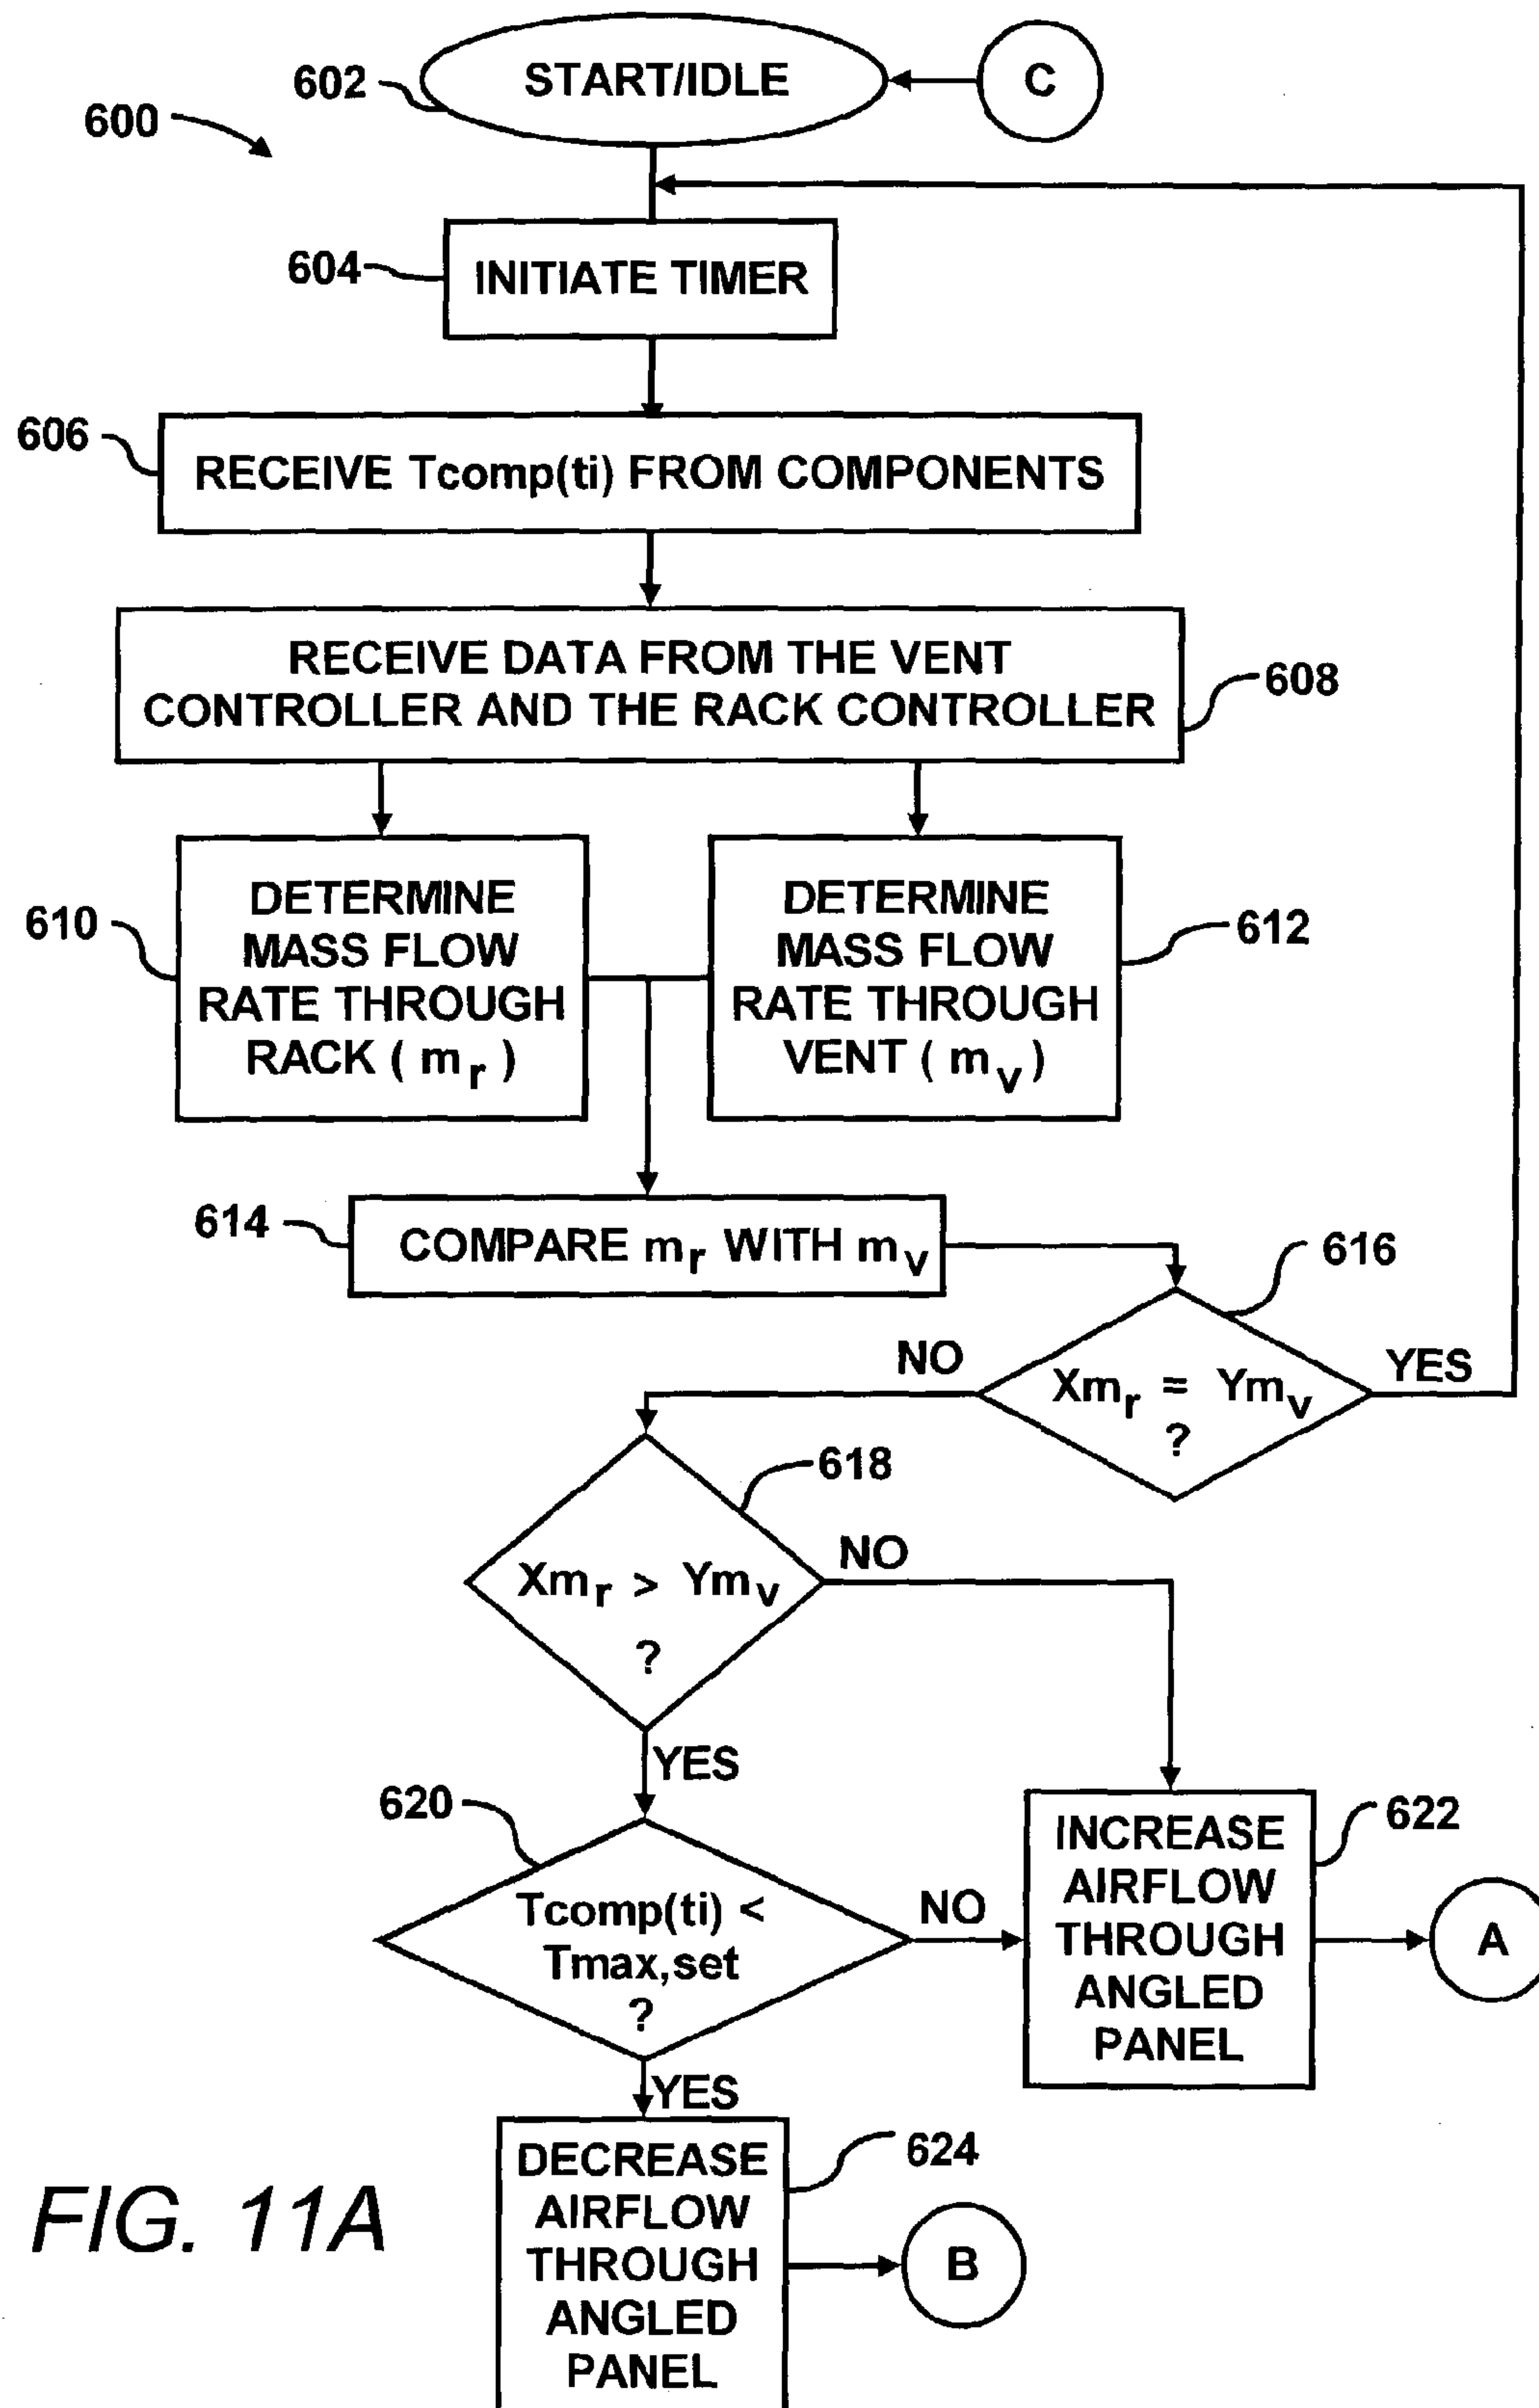 START/IDLE
C
602
600
604
INITIATE TIMER
606
RECEIVE Tcomp(ti) FROM COMPONENTS
RECEIVE DATA FROM THE VENT
CONTROLLER AND THE RACK CONTROLLER
608
610
DETERMINE
MASS FLOW
RATE THROUGH
RACK ( mr )
DETERMINE
MASS FLOW
RATE THROUGH
VENT ( mv )
612
614
COMPARE mr WITH mv
616
NO
Xmr = Ymv
?
YES
618
Xmr > Ymv
?
NO
YES
620
Tcomp(ti) <
Tmax,set
?
NO
YES
INCREASE
AIRFLOW
THROUGH
ANGLED
PANEL
622
A
DECREASE
AIRFLOW
THROUGH
ANGLED
PANEL
624
B
FIG. 11A